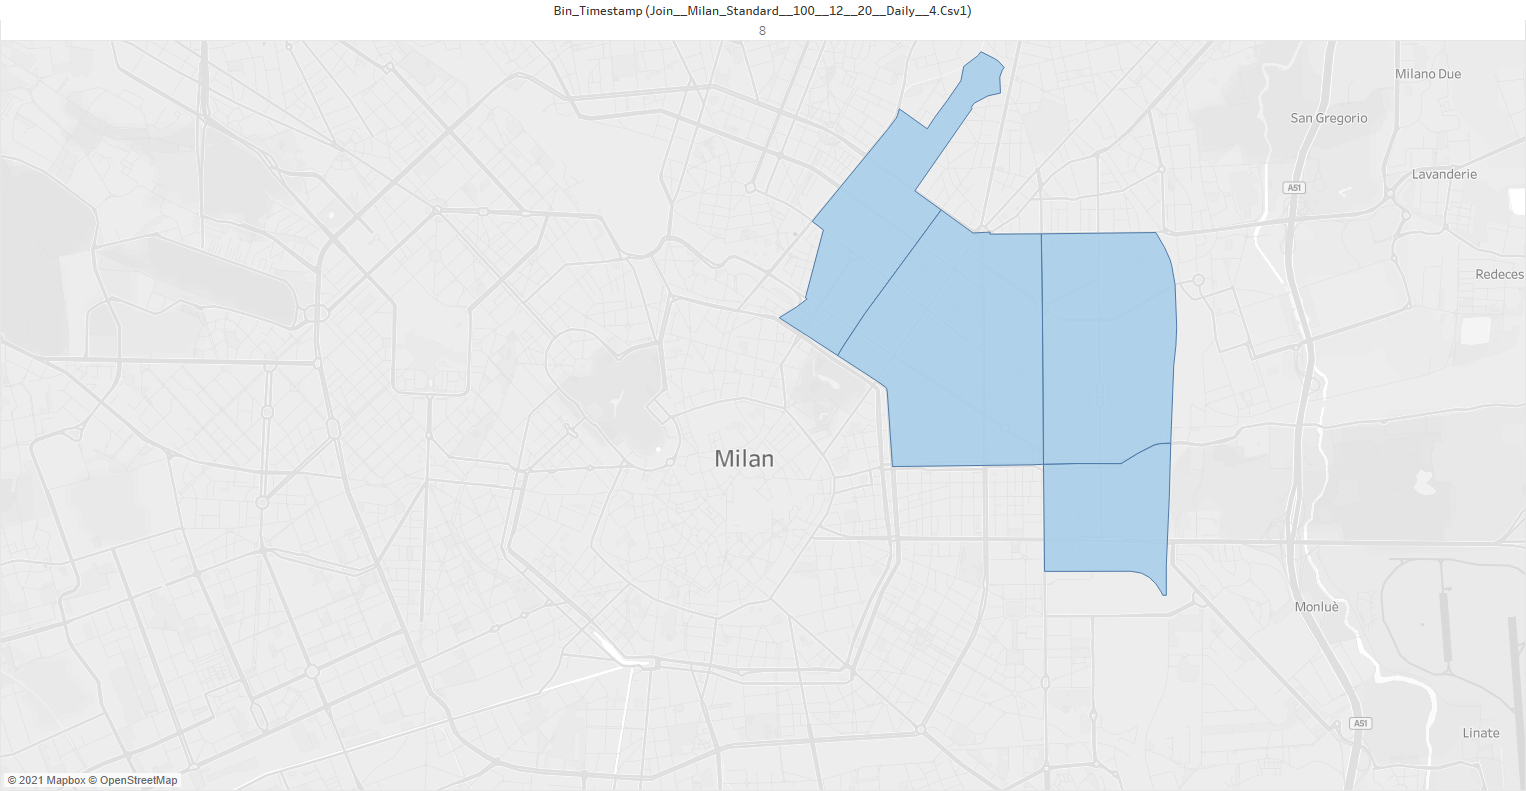 Bin_Timestamp (Join__Milan_Standard__100__12__20__Daily__4.Csv1)
8
Milano Due
San Gregorio
Lavanderie
A51
Redeces
Milan
Monluè
A51
Linate
© 2021 Mapbox © OpenStreetMap